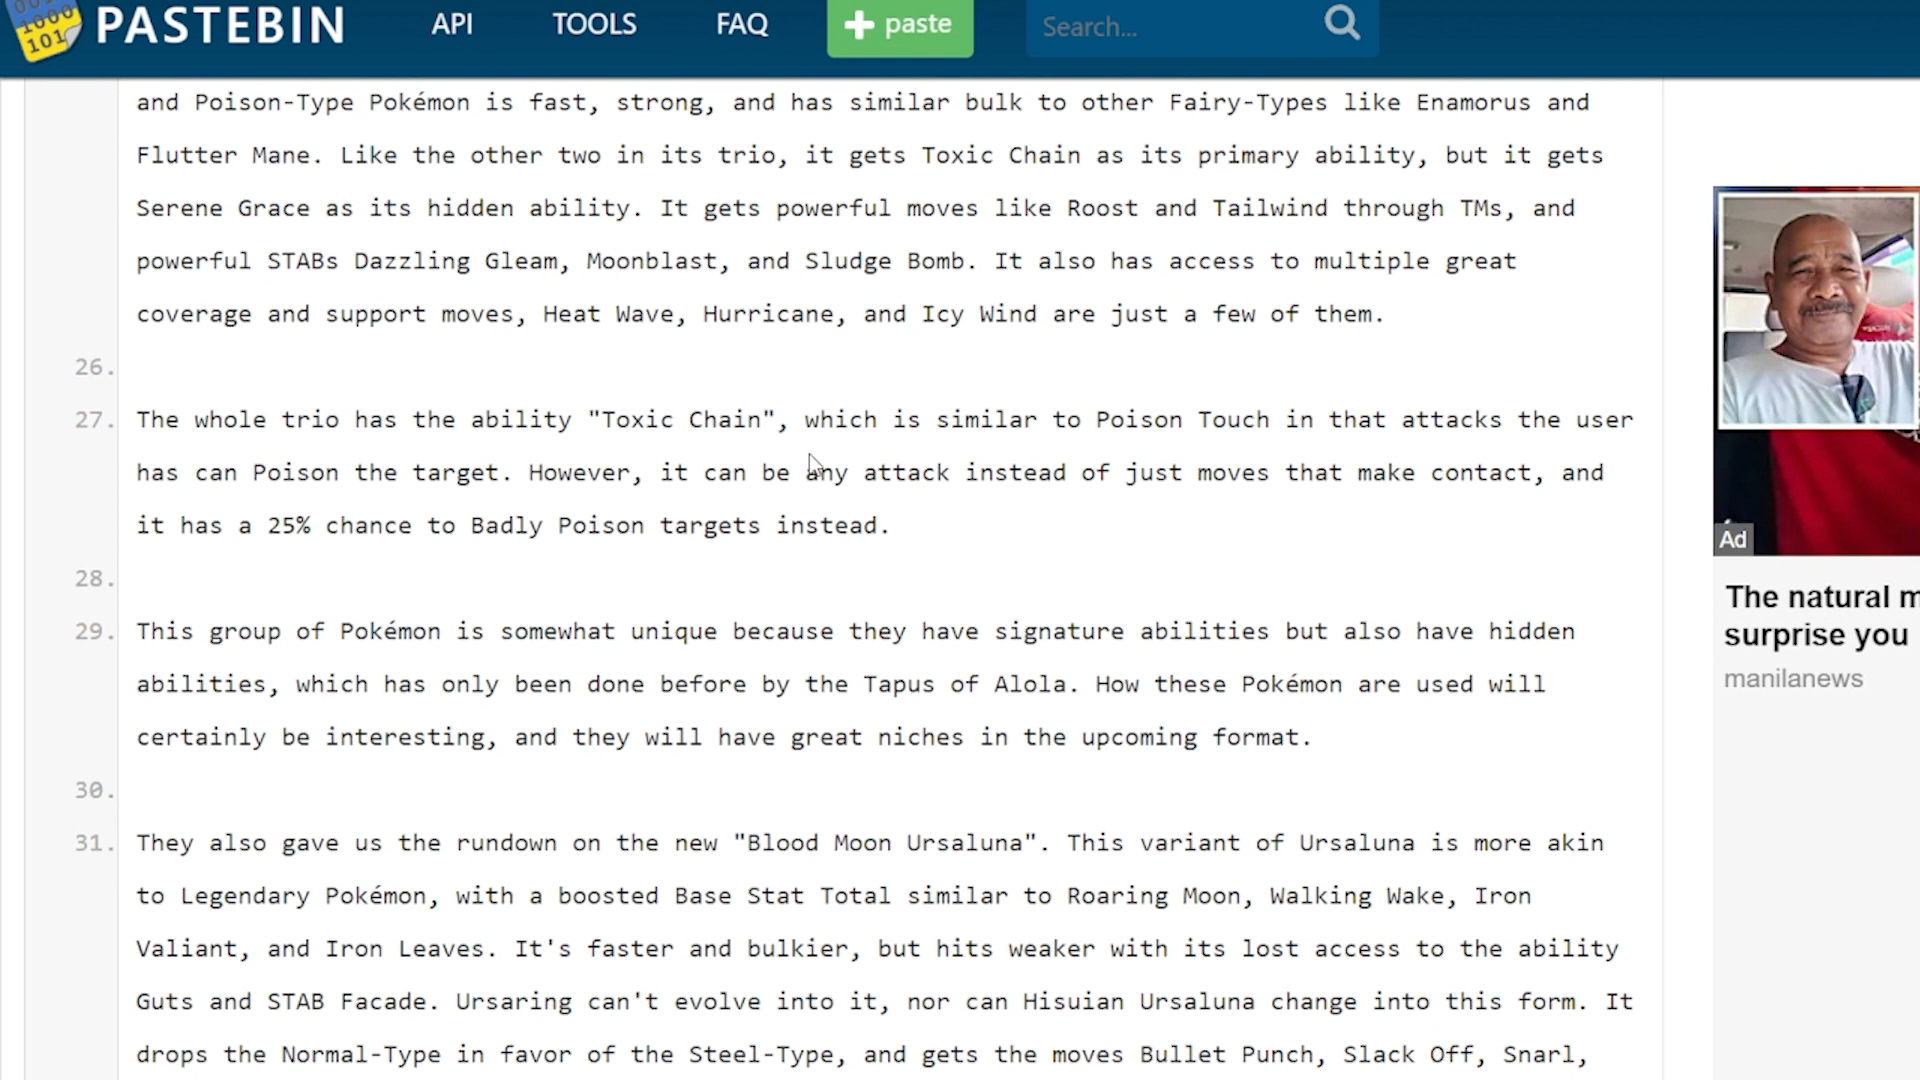 PASTEBIN API TOOLS FAQ + paste Search...
and Poison-Type Pokémon is fast, strong, and has similar bulk to other Fairy-Types like Enamorus and
Flutter Mane. Like the other two in its trio, it gets Toxic Chain as its primary ability, but it gets
Serene Grace as its hidden ability. It gets powerful moves like Roost and Tailwind through TMs, and
powerful STABs Dazzling Gleam, Moonblast, and Sludge Bomb. It also has access to multiple great
coverage and support moves, Heat Wave, Hurricane, and Icy Wind are just a few of them.
26.
27. The whole trio has the ability "Toxic Chain", which is similar to Poison Touch in that attacks the user
has can Poison the target. However, it can be any attack instead of just moves that make contact, and
it has a 25% chance to Badly Poison targets instead.
28.
29. This group of Pokémon is somewhat unique because they have signature abilities but also have hidden
abilities, which has only been done before by the Tapus of Alola. How these Pokémon are used will
certainly be interesting, and they will have great niches in the upcoming format.
30.
31. They also gave us the rundown on the new "Blood Moon Ursaluna". This variant of Ursaluna is more akin
to Legendary Pokémon, with a boosted Base Stat Total similar to Roaring Moon, Walking Wake, Iron
Valiant, and Iron Leaves. It's faster and bulkier, but hits weaker with its lost access to the ability
Guts and STAB Facade. Ursaring can't evolve into it, nor can Hisuian Ursaluna change into this form. It
drops the Normal-Type in favor of the Steel-Type, and gets the moves Bullet Punch, Slack Off, Snarl,
Ad
The natural m
surprise you
manilanews